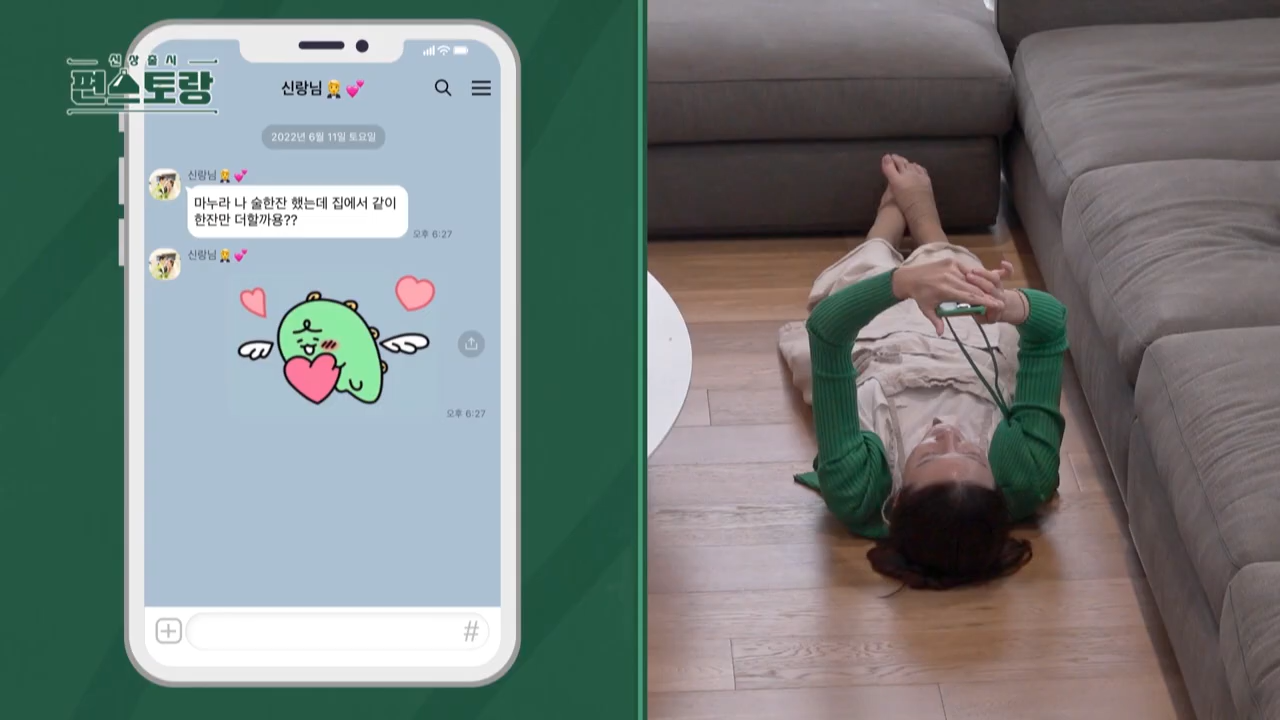 신상출시
편스토랑
신랑님🤵💕
2022년 6월 11일 토요일
신랑님🤵💕
마누라 나 술한잔 했는데 집에서 같이
한잔만 더할까용??
오후 6:27
신랑님🤵💕
오후 6:27
#